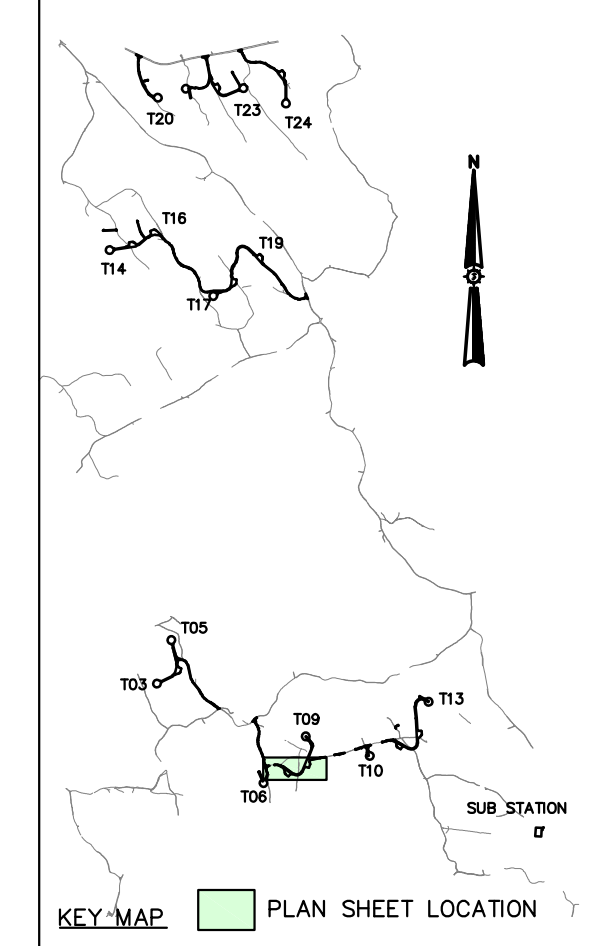 T20
T23
T24
N
T16
T19
T14
T17
T05
T03
T13
T09
T10
T06
SUB STATION
KEY MAP
PLAN SHEET LOCATION